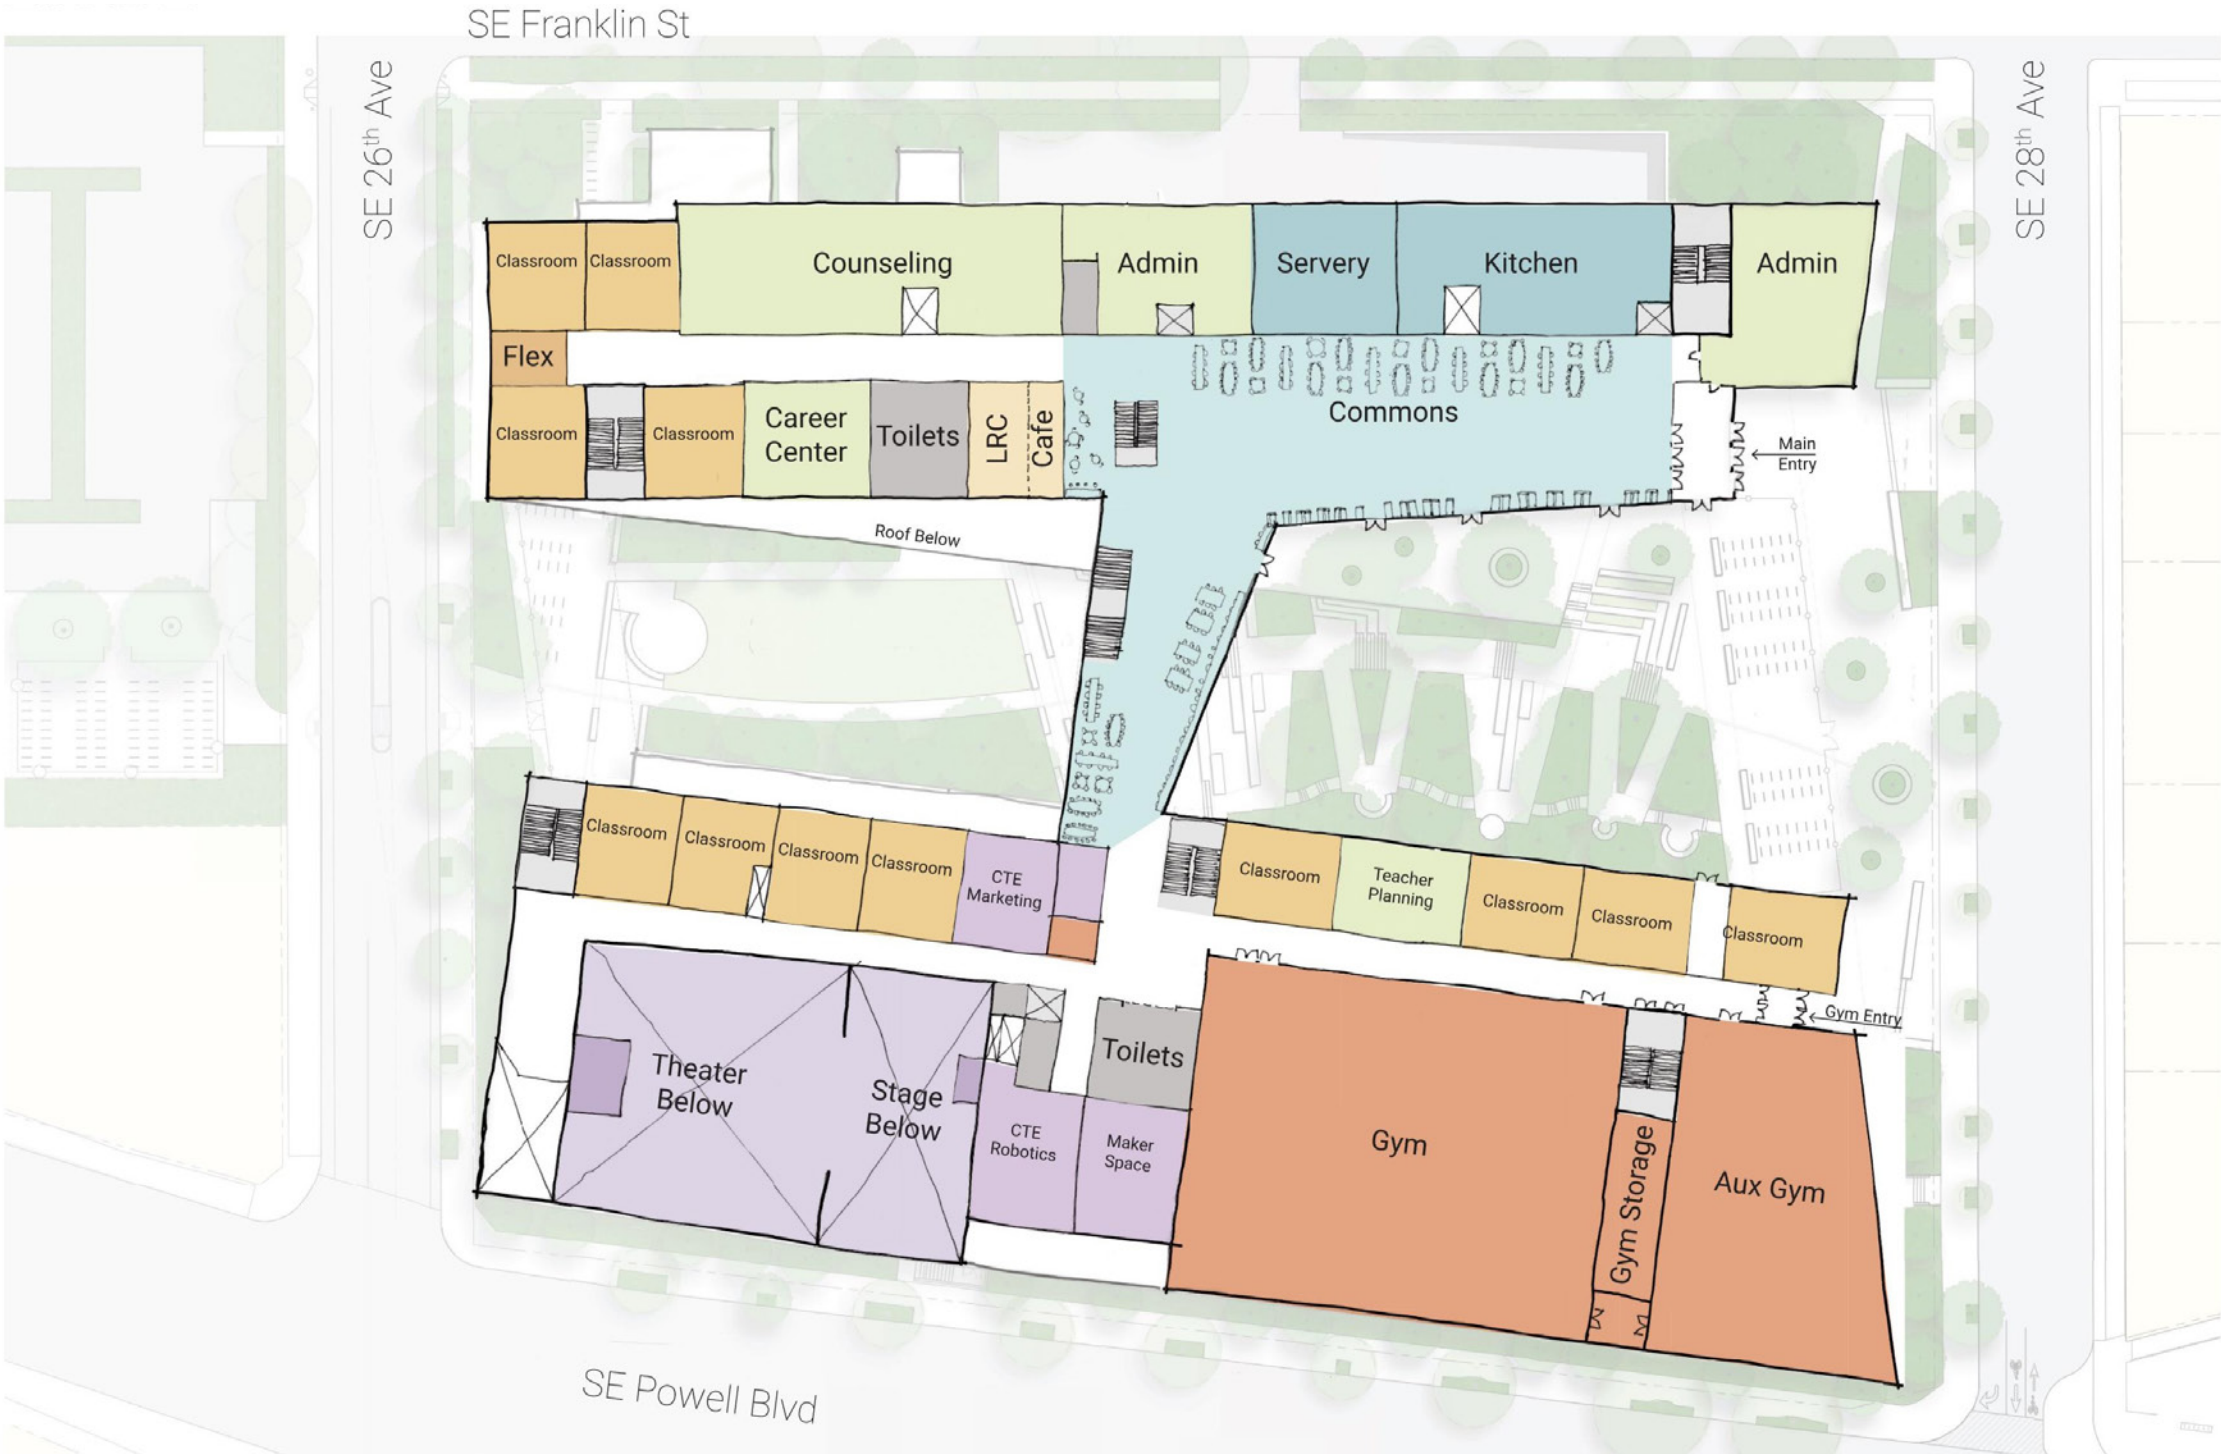 SE Franklin St
SE 26th Ave
SE 28th Ave
Classroom
Classroom
Counseling
Admin
Servery
Kitchen
Admin
Flex
Classroom
Classroom
Career
Center
Toilets
LRC
Cafe
Commons
Main
Entry
Roof Below
Classroom
Classroom
Classroom
Classroom
CTE
Marketing
Classroom
Teacher
Planning
Classroom
Classroom
Classroom
Gym Entry
Theater
Below
Stage
Below
Toilets
CTE
Robotics
Maker
Space
Gym
Gym Storage
Aux Gym
SE Powell Blvd